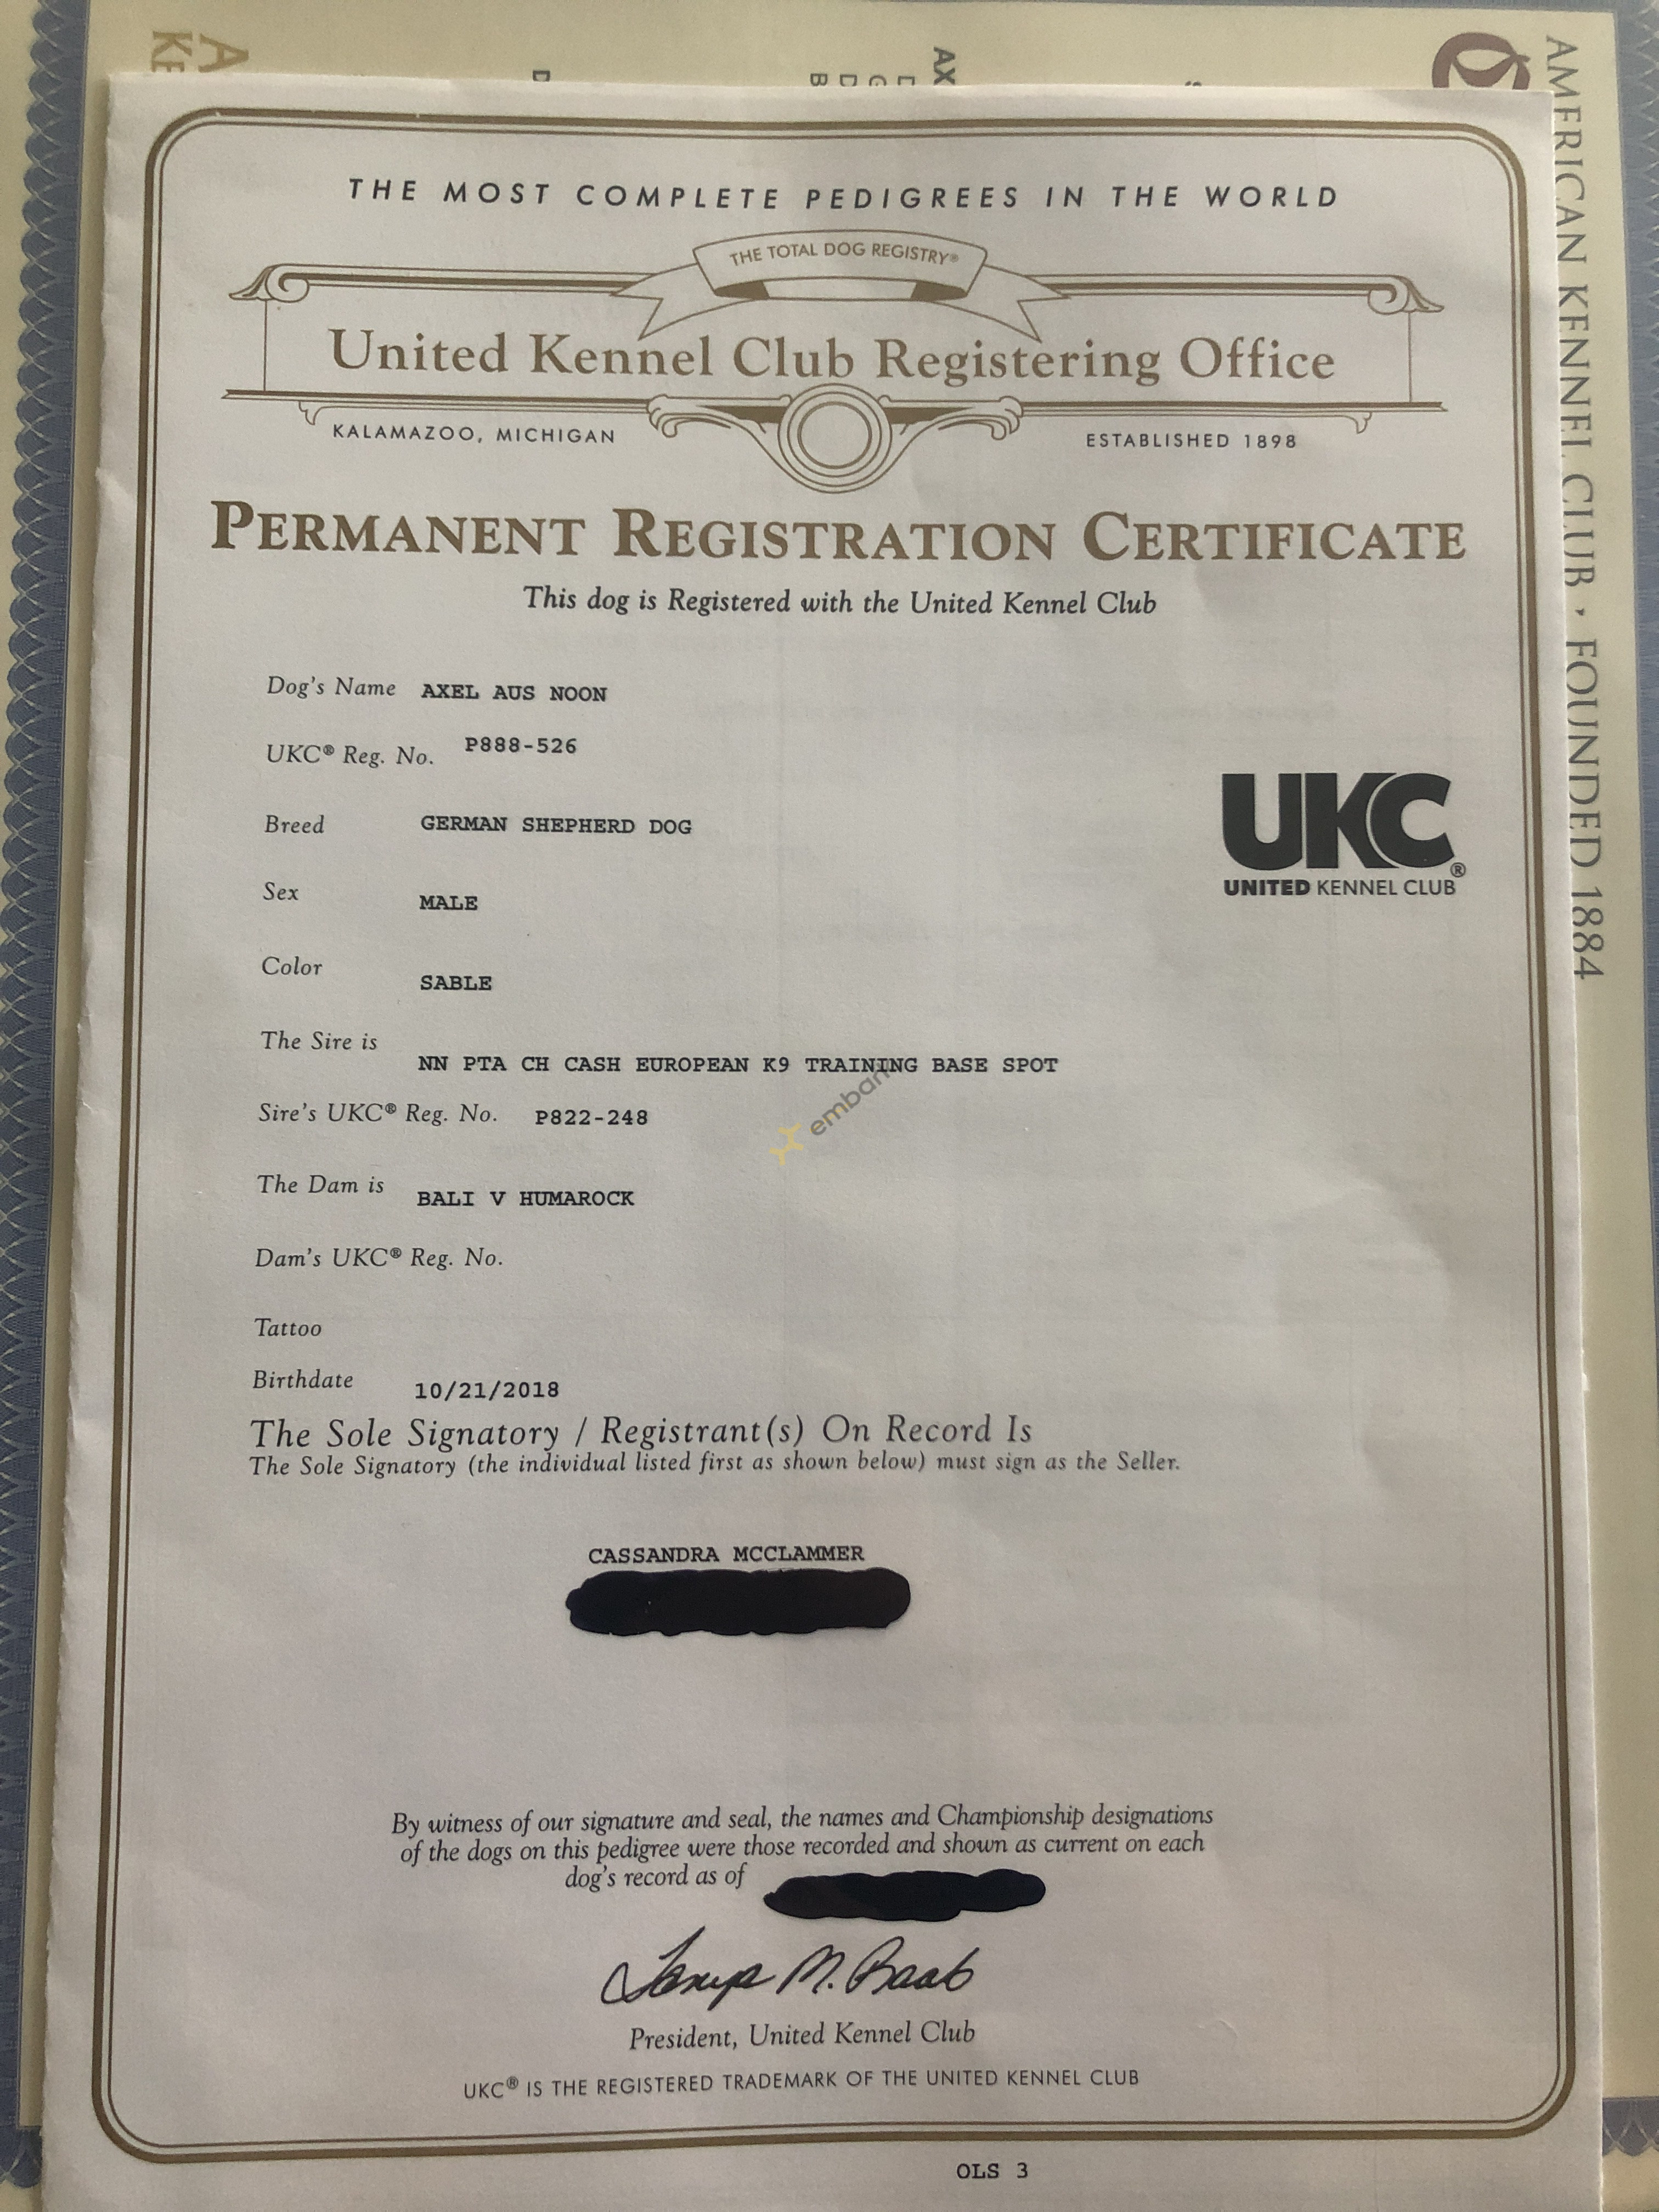 THE MOST COMPLETE PEDIGREES IN THE WORLD
THE TOTAL DOG REGISTRY®
United Kennel Club Registering Office
KALAMAZOO, MICHIGAN ESTABLISHED 1898
PERMANENT REGISTRATION CERTIFICATE
This dog is Registered with the United Kennel Club
Dog's Name AXEL AUS NOON
UKC® Reg. No. P888-526
Breed GERMAN SHEPHERD DOG
UKC®
UNITED KENNEL CLUB
Sex MALE
Color SABLE
The Sire is NN PTA CH CASH EUROPEAN K9 TRAINING BASE SPOT
Sire's UKC® Reg. No. P822-248
embark
The Dam is BALI V HUMAROCK
Dam's UKC® Reg. No.
Tattoo
Birthdate 10/21/2018
The Sole Signatory / Registrant(s) On Record Is
The Sole Signatory (the individual listed first as shown below) must sign as the Seller.
CASSANDRA MCCLAMMER
By witness of our signature and seal, the names and Championship designations
of the dogs on this pedigree were those recorded and shown as current on each
dog's record as of
Tanya M. Raab
President, United Kennel Club
UKC® IS THE REGISTERED TRADEMARK OF THE UNITED KENNEL CLUB
OLS 3
AMERICAN KENNEL CLUB • FOUNDED 1884
AX